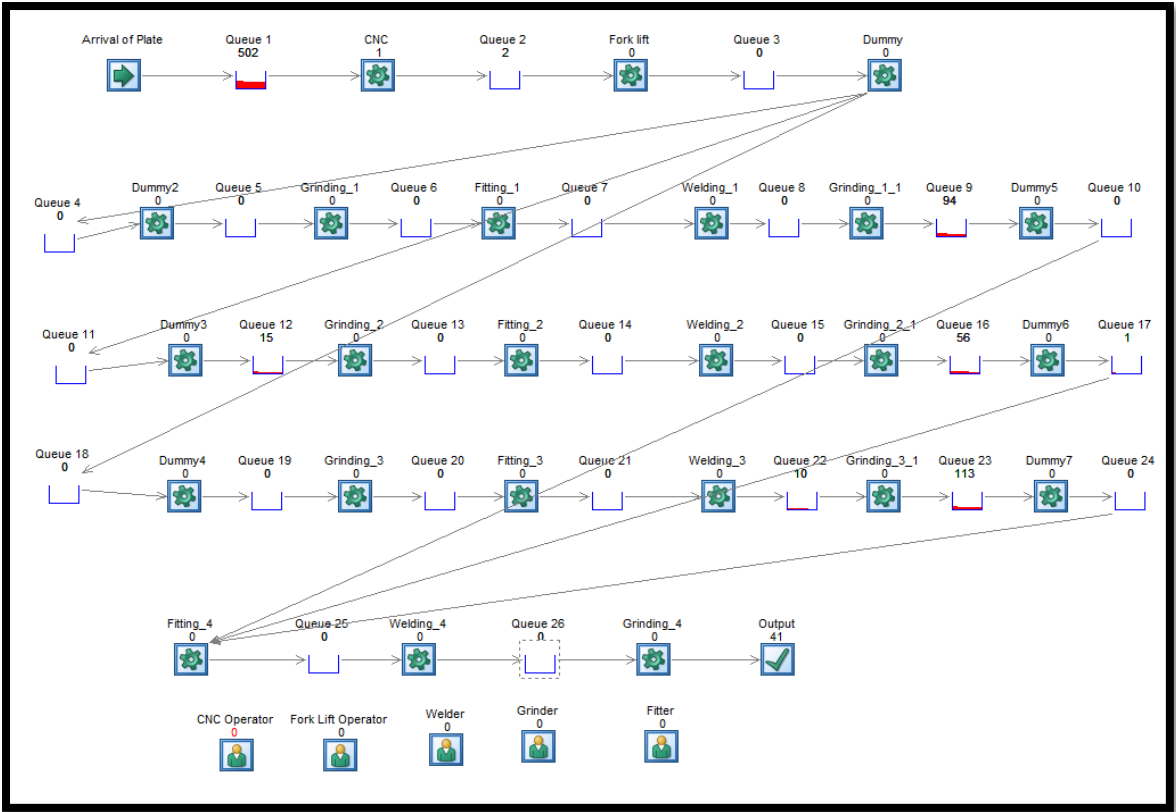 Arrival of Plate Queue 1 CNC Queue 2 Fork lift Queue 3 Dummy
502 1 2 0 0 0
Dummy2 Queue 5 Grinding_1 Queue 6 Fitting_1 Queue 7 Welding_1 Queue 8 Grinding_1_1 Queue 9 Dummy5 Queue 10
0 0 0 0 0 0 0 0 0 94 0 0
Queue 4
0
Queue 11 Dummy3 Queue 12 Grinding_2 Queue 13 Fitting_2 Queue 14 Welding_2 Queue 15 Grinding_2_1 Queue 16 Dummy6 Queue 17
0 0 15 0 0 0 0 0 0 0 56 0 1
Queue 18 Dummy4 Queue 19 Grinding_3 Queue 20 Fitting_3 Queue 21 Welding_3 Queue 22 Grinding_3_1 Queue 23 Dummy7 Queue 24
0 0 0 0 0 0 0 0 10 0 113 0 0
Fitting_4 Queue 25 Welding_4 Queue 26 Grinding_4 Output
0 0 0 0 0 41
CNC Operator Fork Lift Operator Welder Grinder Fitter
0 0 0 0 0